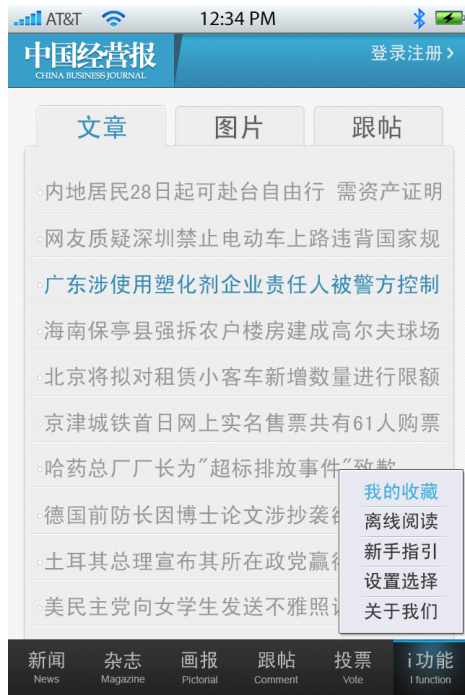 AT&T 12:34 PM
中国经营报
CHINA BUSINESS JOURNAL
登录注册
文章 图片 跟帖
内地居民28日起可赴台自由行 需资产证明
网友质疑深圳禁止电动车上路违背国家规
广东涉使用塑化剂企业责任人被警方控制
海南保亭县强拆农户楼房建成高尔夫球场
北京将拟对租赁小客车新增数量进行限额
京津城铁首日网上实名售票共有61人购票
哈药总厂厂长为"超标排放事件"致歉
德国前防长因博士论文涉抄袭
土耳其总理宣布其所在政党赢
美民主党向女学生发送不雅照
我的收藏
离线阅读
新手指引
设置选择
关于我们
新闻 杂志 画报 跟帖 投票 i功能
News Magazine Pictorial Comment Vote I function